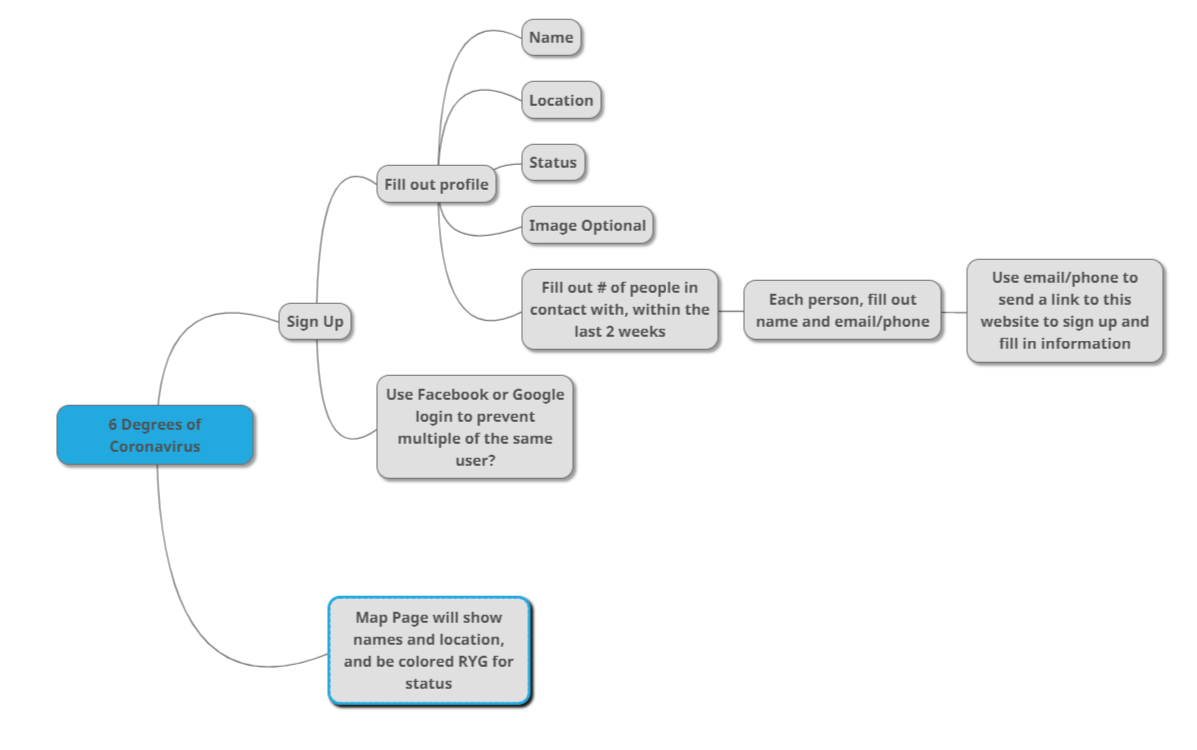 Name
Location
Status
Fill out profile
Image Optional
Fill out # of people in
contact with, within the
last 2 weeks
Each person, fill out
name and email/phone
Use email/phone to
send a link to this
website to sign up and
fill in information
Sign Up
Use Facebook or Google
login to prevent
multiple of the same
user?
6 Degrees of
Coronavirus
Map Page will show
names and location,
and be colored RYG for
status